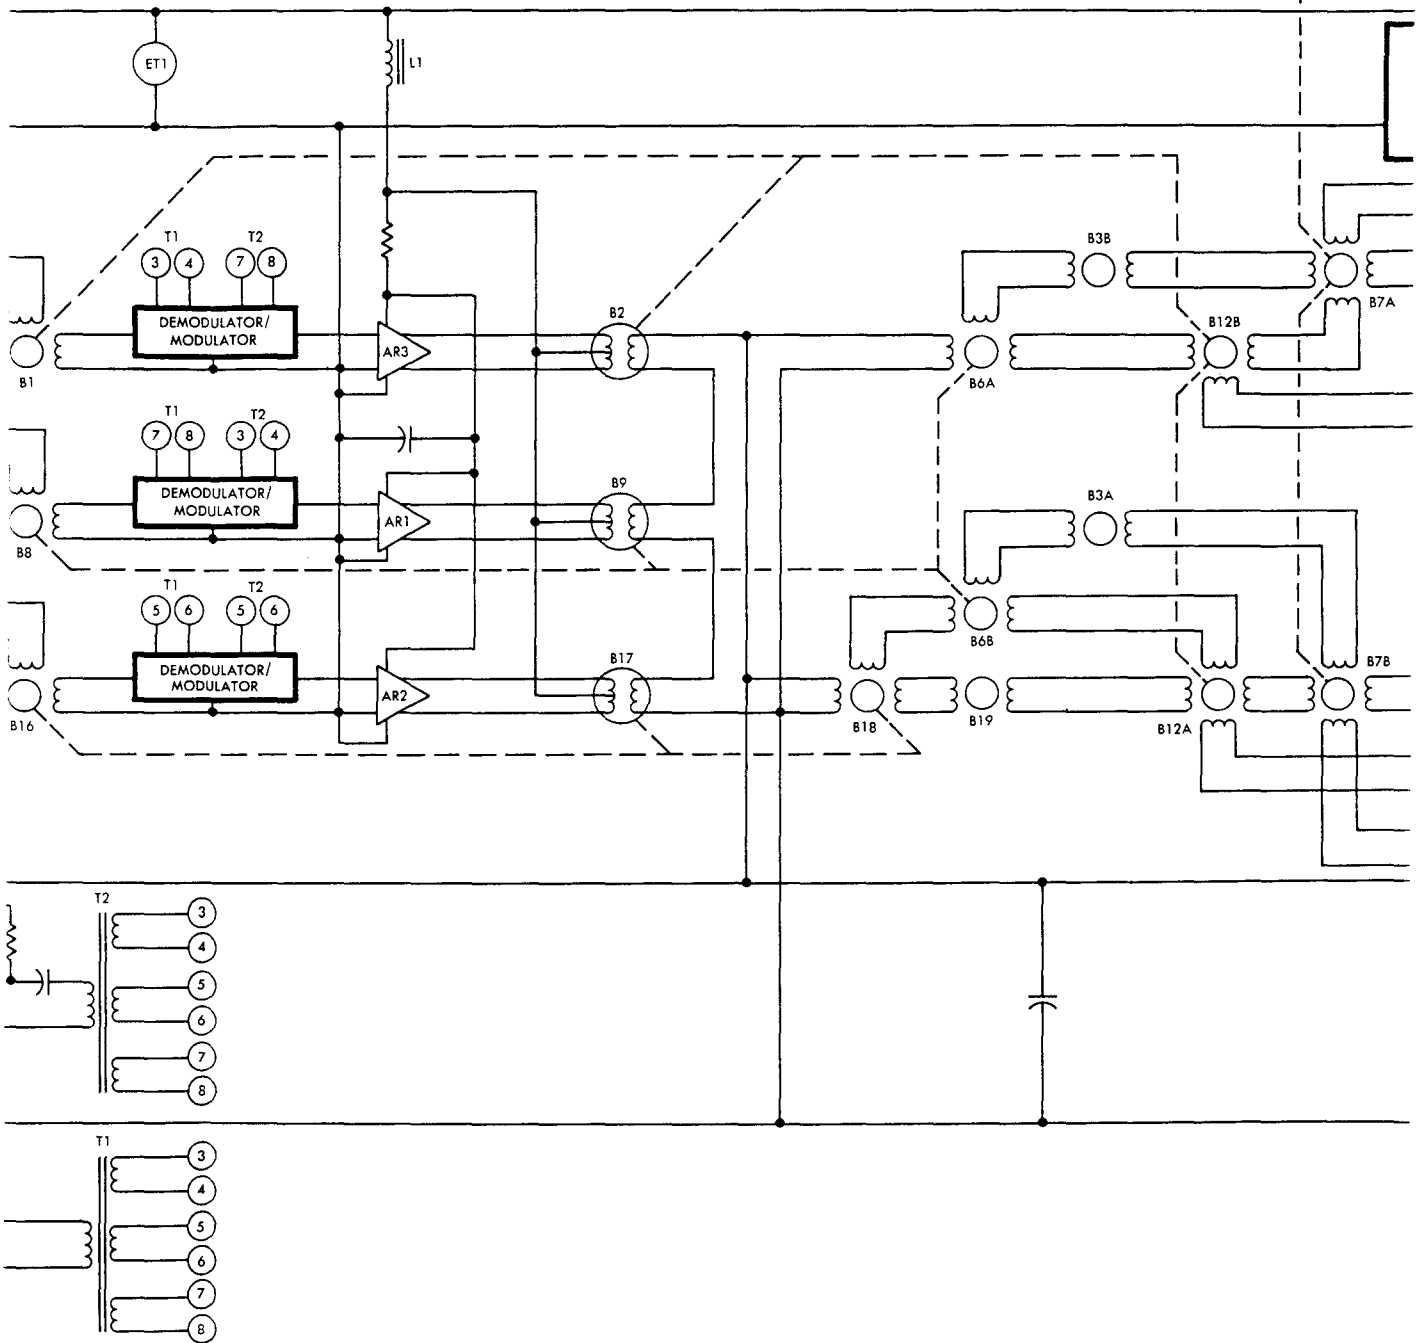 ET1
L1
T1
T2
3
4
7
8
DEMODULATOR/
MODULATOR
B1
AR3
B2
B3B
B6A
B12B
B7A
T1
T2
7
8
3
4
DEMODULATOR/
MODULATOR
B8
AR1
B9
B3A
T1
T2
5
6
5
6
DEMODULATOR/
MODULATOR
B16
AR2
B17
B6B
B18
B19
B12A
B7B
T2
3
4
5
6
7
8
T1
3
4
5
6
7
8